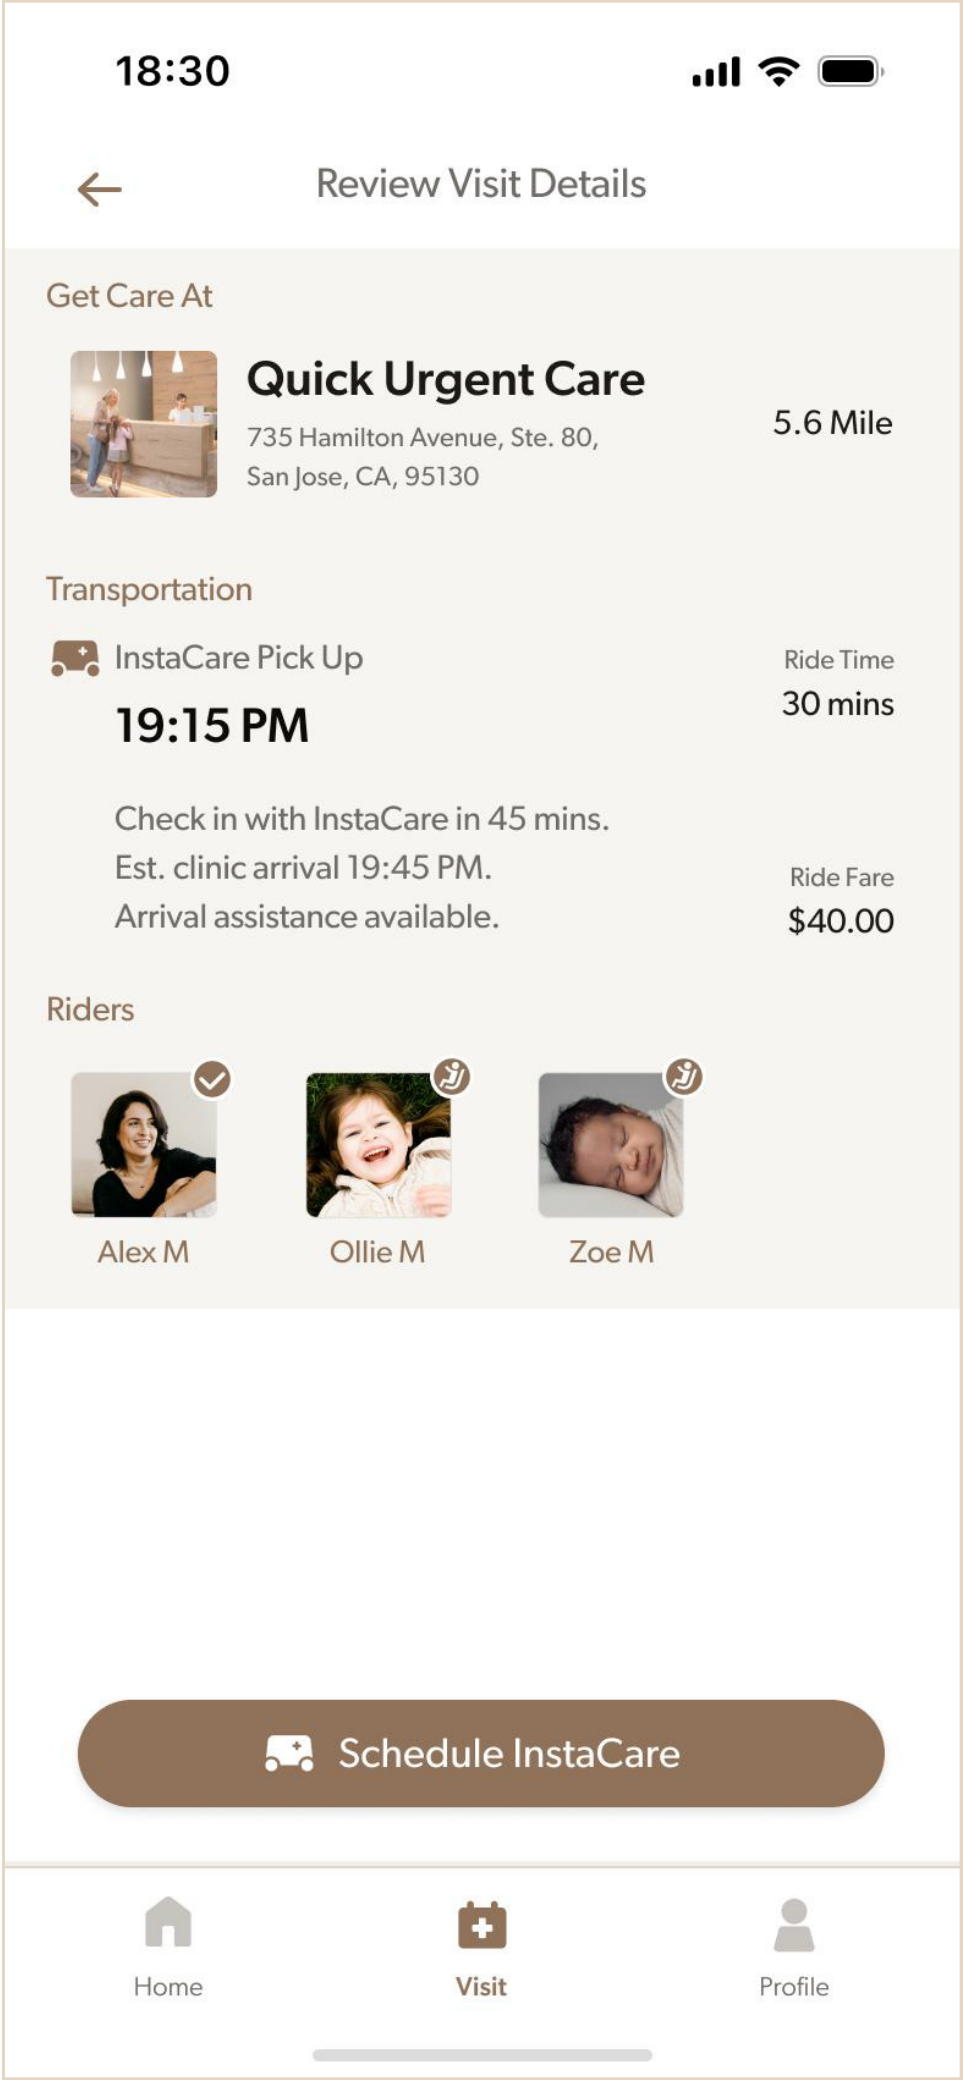 18:30
Review Visit Details
Get Care At
Quick Urgent Care
735 Hamilton Avenue, Ste. 80,
San Jose, CA, 95130
5.6 Mile
Transportation
InstaCare Pick Up
19:15 PM
Ride Time
30 mins
Check in with InstaCare in 45 mins.
Est. clinic arrival 19:45 PM.
Arrival assistance available.
Ride Fare
$40.00
Riders
Alex M
Ollie M
Zoe M
Schedule InstaCare
Home
Visit
Profile